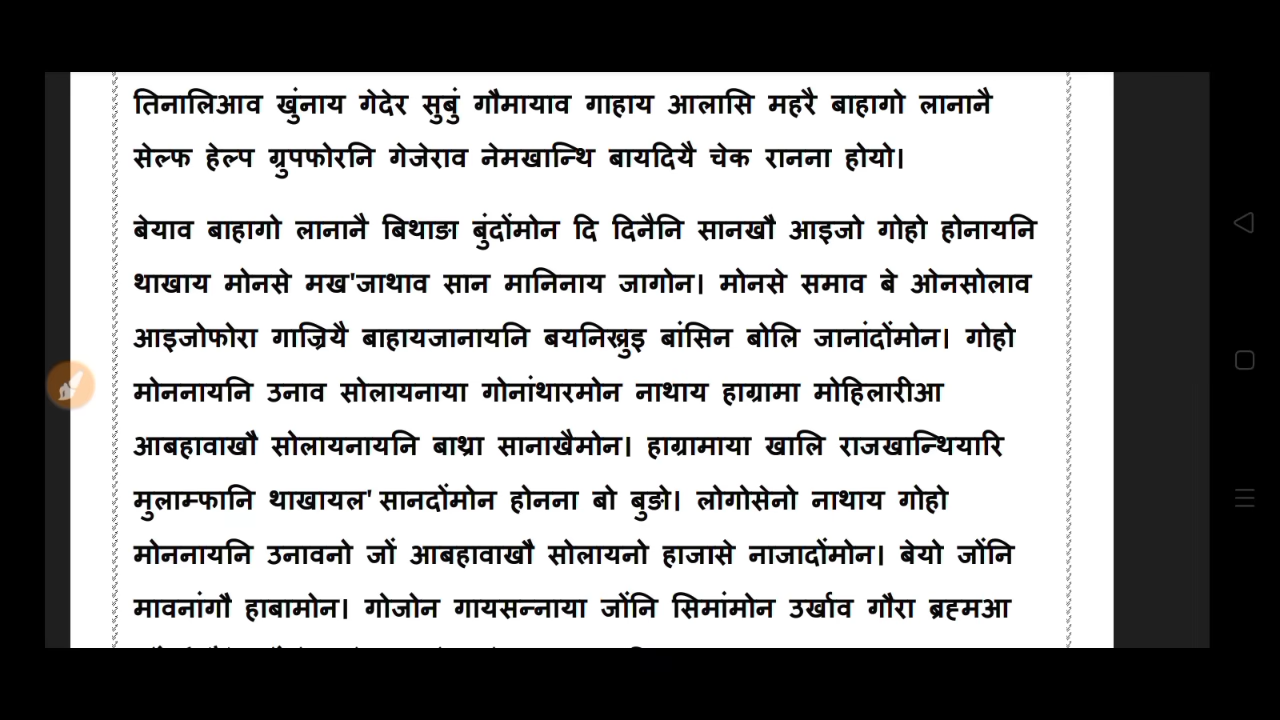 तिनालिआव खुंनाय गेदेर सुबुं गौमायाव गाहाय आलासि महरै बाहागो लानानै
सेल्फ हेल्प ग्रुपफोरनि गेजेराव नेमखान्थि बायदियै चेक रानना होयो।
बेयाव बाहागो लानानै बिथाङा बुंदोंमोन दि दिनैनि सानखौ आइजो गोहो होनायनि
थाखाय मोनसे मख'जाथाव सान मानिनाय जागोन। मोनसे समाव बे ओनसोलाव
आइजोफोरा गाज्रियै बाहायजानायनि बयनिख्रुइ बांसिन बोलि जानांदोंमोन। गोहो
मोननायनि उनाव सोलायनाया गोनांथारमोन नाथाय हाग्रामा मोहिलारीआ
आबहावाखौ सोलायनायनि बाथ्रा सानाखैमोन। हाग्रामाया खालि राजखान्थियारि
मुलाम्फानि थाखायल' सानदोंमोन होनना बो बुङो। लोगोसेनो नाथाय गोहो
मोननायनि उनावनो जों आबहावाखौ सोलायनो हाजासे नाजादोंमोन। बेयो जोंनि
मावनांगौ हाबामोन। गोजोन गायसन्नाया जोंनि सिमांमोन उर्खाव गौरा ब्रह्मआ